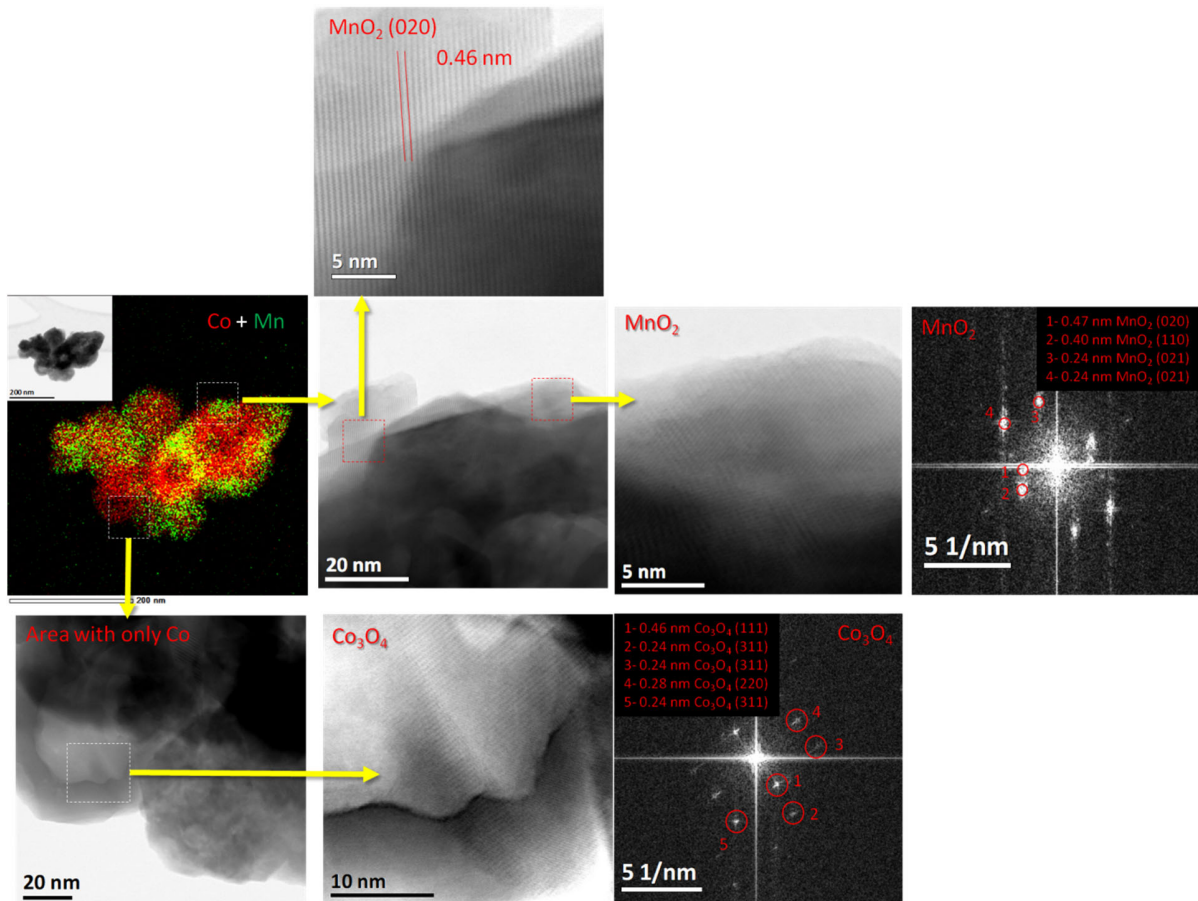 MnO₂ (020)
0.46 nm
5 nm
200 nm
Co + Mn
200 nm
20 nm
MnO₂
5 nm
MnO₂
1- 0.47 nm MnO₂ (020)
2- 0.40 nm MnO₂ (110)
3- 0.24 nm MnO₂ (021)
4- 0.24 nm MnO₂ (021)
4
3
1
2
5 1/nm
Area with only Co
20 nm
Co₃O₄
10 nm
1- 0.46 nm Co₃O₄ (111)
2- 0.24 nm Co₃O₄ (311)
3- 0.24 nm Co₃O₄ (311)
4- 0.28 nm Co₃O₄ (220)
5- 0.24 nm Co₃O₄ (311)
Co₃O₄
4
3
1
2
5
5 1/nm